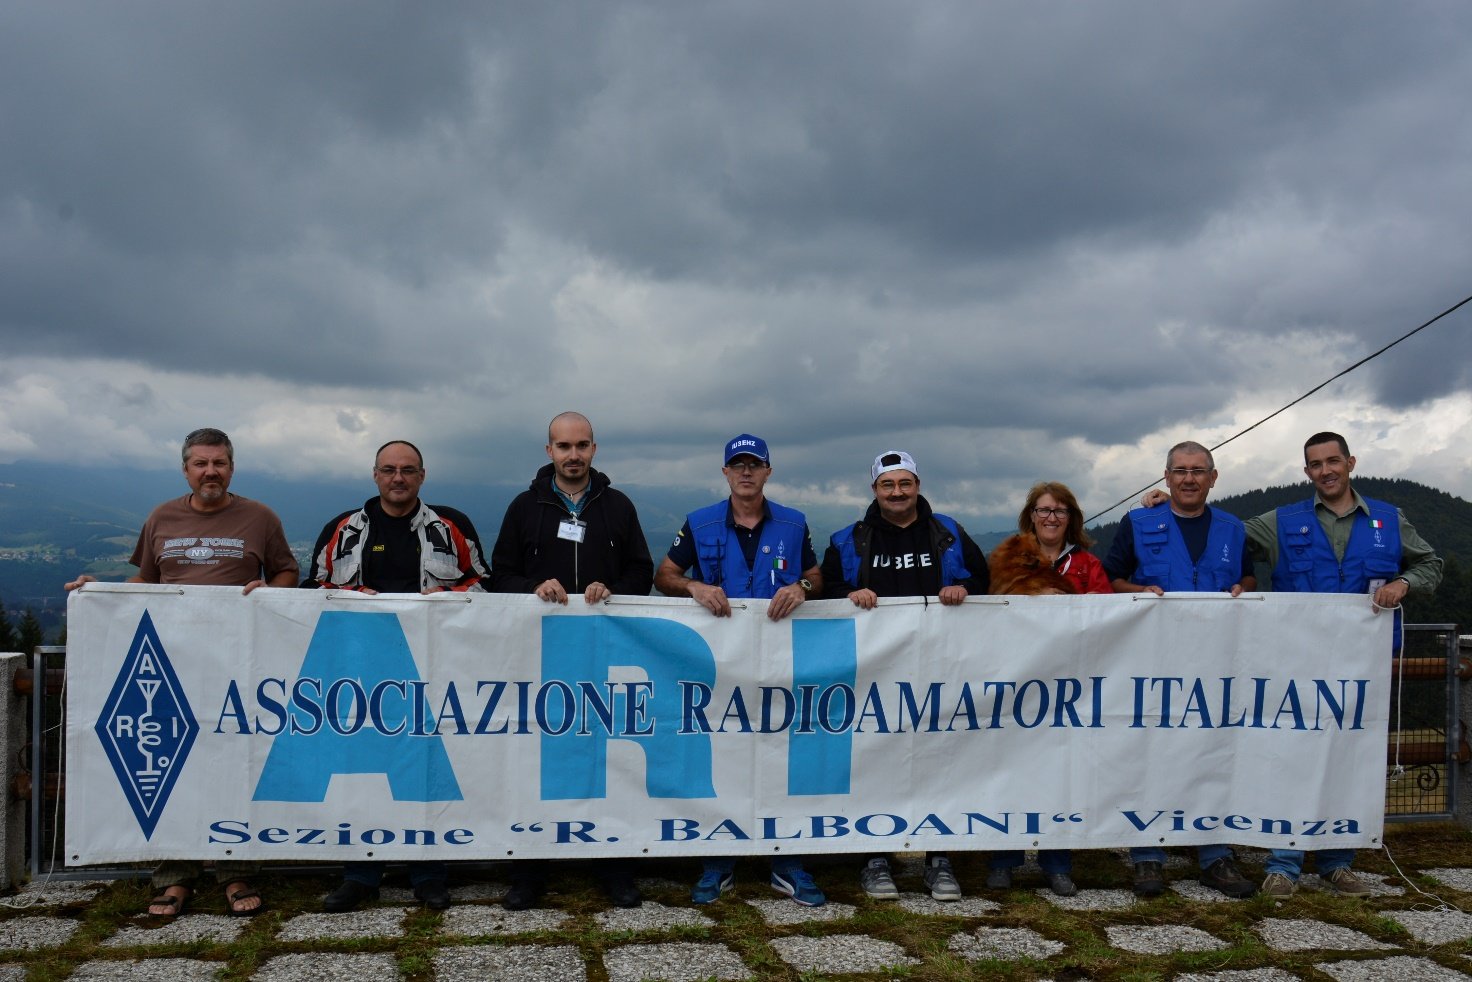 NEW YORK
NY
IU3EHZ
IU3EIE
A
R I
ARI
ASSOCIAZIONE RADIOAMATORI ITALIANI
Sezione “R. BALBOANI“ Vicenza